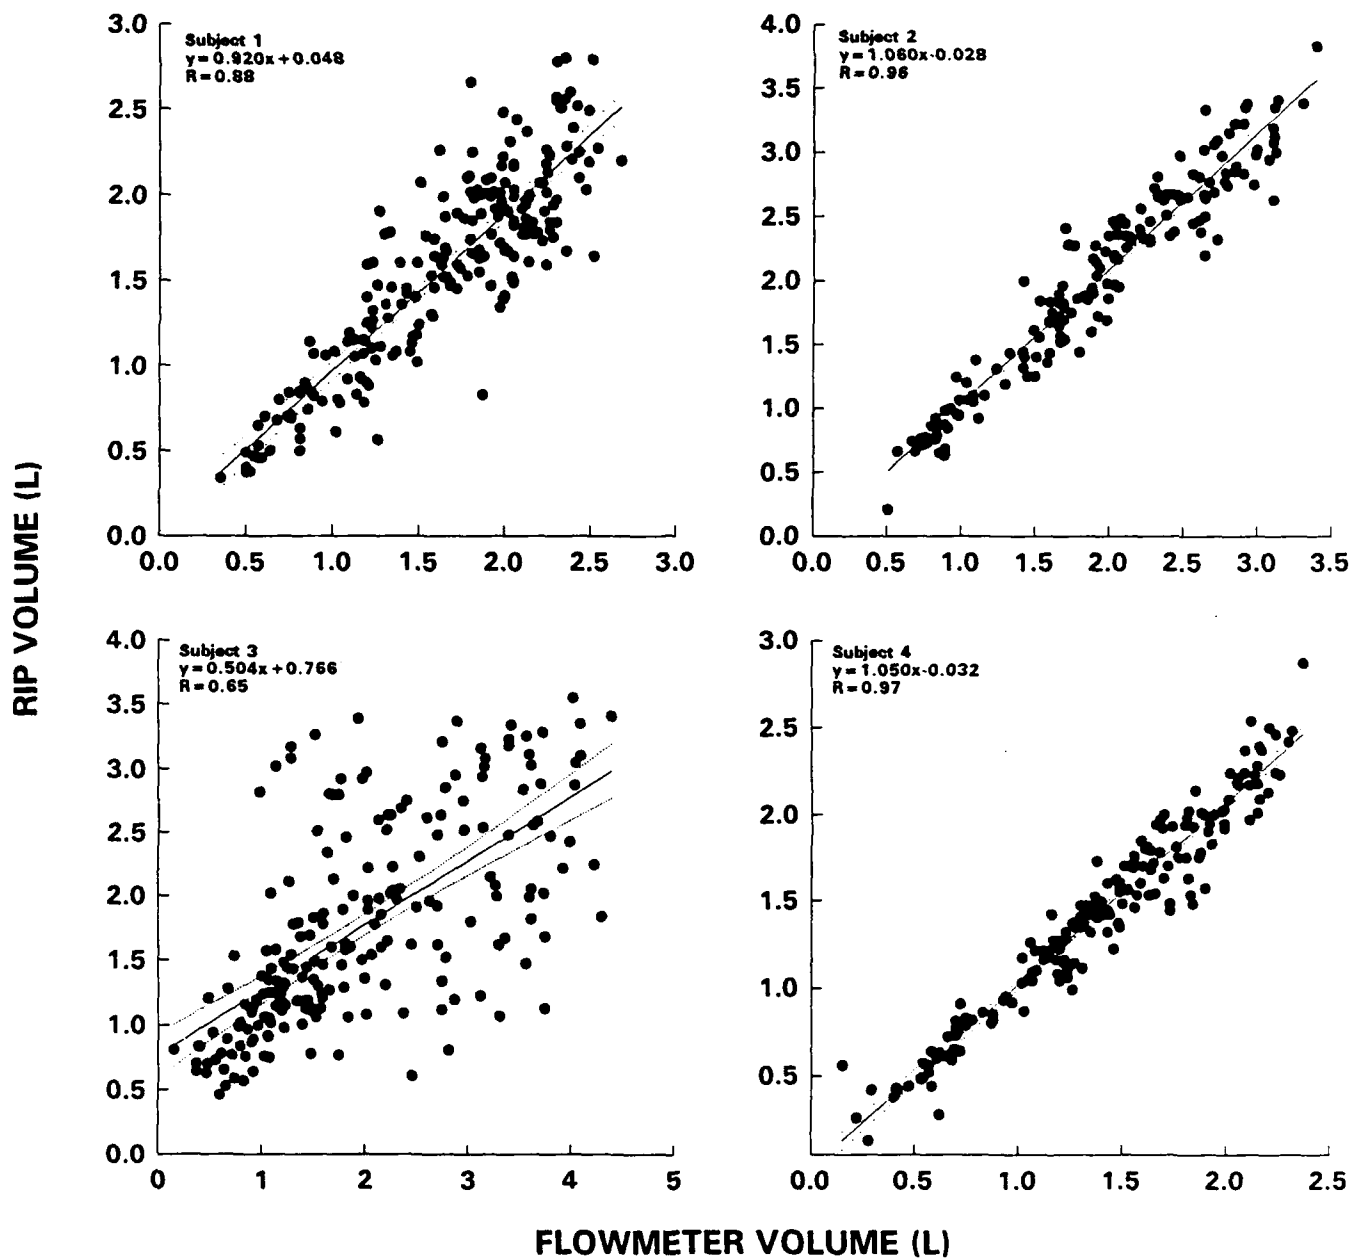 RIP VOLUME (L)
3.0
2.5
2.0
1.5
1.0
0.5
0.0
Subject 1
y=0.920x+0.048
R=0.88
0.0 0.5 1.0 1.5 2.0 2.5 3.0
4.0
3.5
3.0
2.5
2.0
1.5
1.0
0.5
0.0
Subject 2
y=1.060x-0.028
R=0.96
0.0 0.5 1.0 1.5 2.0 2.5 3.0 3.5
4.0
3.5
3.0
2.5
2.0
1.5
1.0
0.5
0.0
Subject 3
y=0.504x+0.766
R=0.65
0 1 2 3 4 5
3.0
2.5
2.0
1.5
1.0
0.5
Subject 4
y=1.050x-0.032
R=0.97
0.0 0.5 1.0 1.5 2.0 2.5
FLOWMETER VOLUME (L)